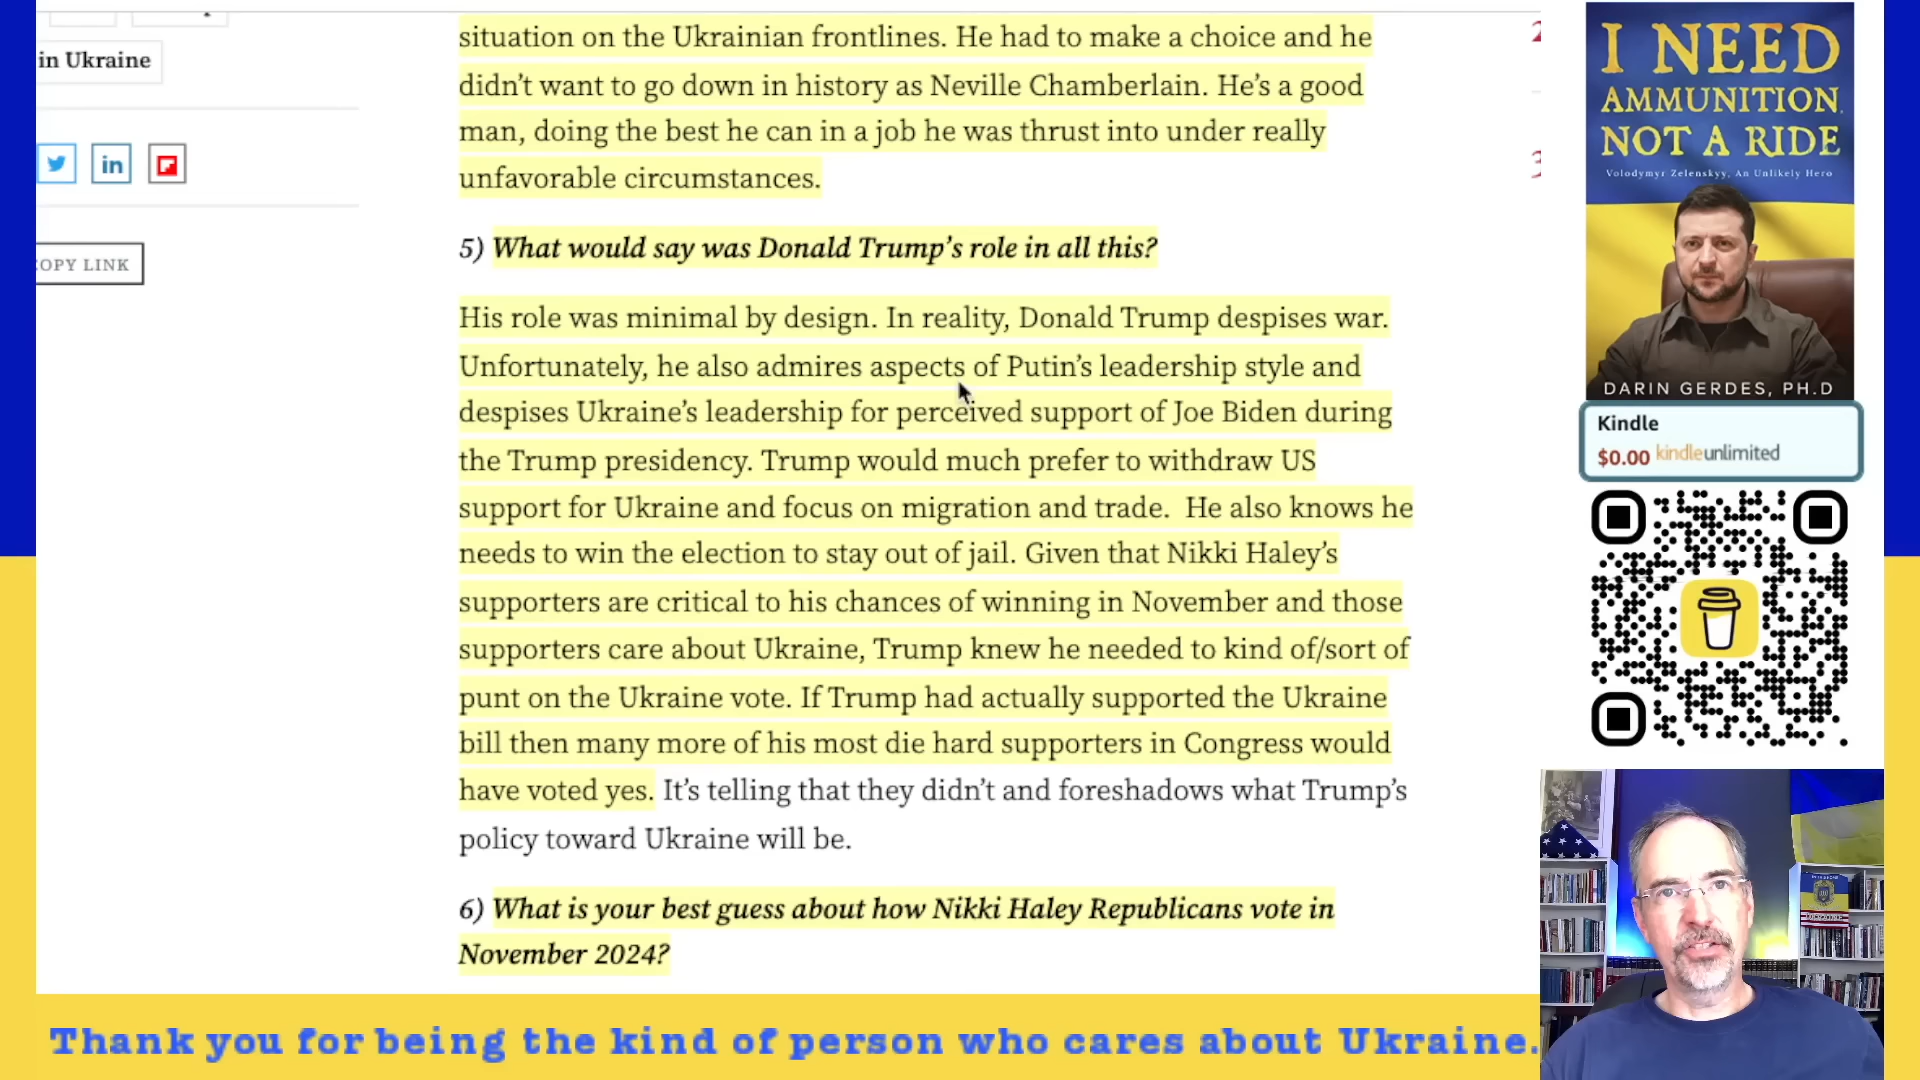 in Ukraine
in
COPY LINK
situation on the Ukrainian frontlines. He had to make a choice and he
didn’t want to go down in history as Neville Chamberlain. He’s a good
man, doing the best he can in a job he was thrust into under really
unfavorable circumstances.
5) What would say was Donald Trump’s role in all this?
His role was minimal by design. In reality, Donald Trump despises war.
Unfortunately, he also admires aspects of Putin’s leadership style and
despises Ukraine’s leadership for perceived support of Joe Biden during
the Trump presidency. Trump would much prefer to withdraw US
support for Ukraine and focus on migration and trade. He also knows he
needs to win the election to stay out of jail. Given that Nikki Haley’s
supporters are critical to his chances of winning in November and those
supporters care about Ukraine, Trump knew he needed to kind of/sort of
punt on the Ukraine vote. If Trump had actually supported the Ukraine
bill then many more of his most die hard supporters in Congress would
have voted yes. It’s telling that they didn’t and foreshadows what Trump’s
policy toward Ukraine will be.
6) What is your best guess about how Nikki Haley Republicans vote in
November 2024?
2
3
I NEED
AMMUNITION,
NOT A RIDE
Volodymyr Zelenskyy, An Unlikely Hero
DARIN GERDES, PH.D
Kindle
$0.00 kindleunlimited
Thank you for being the kind of person who cares about Ukraine.